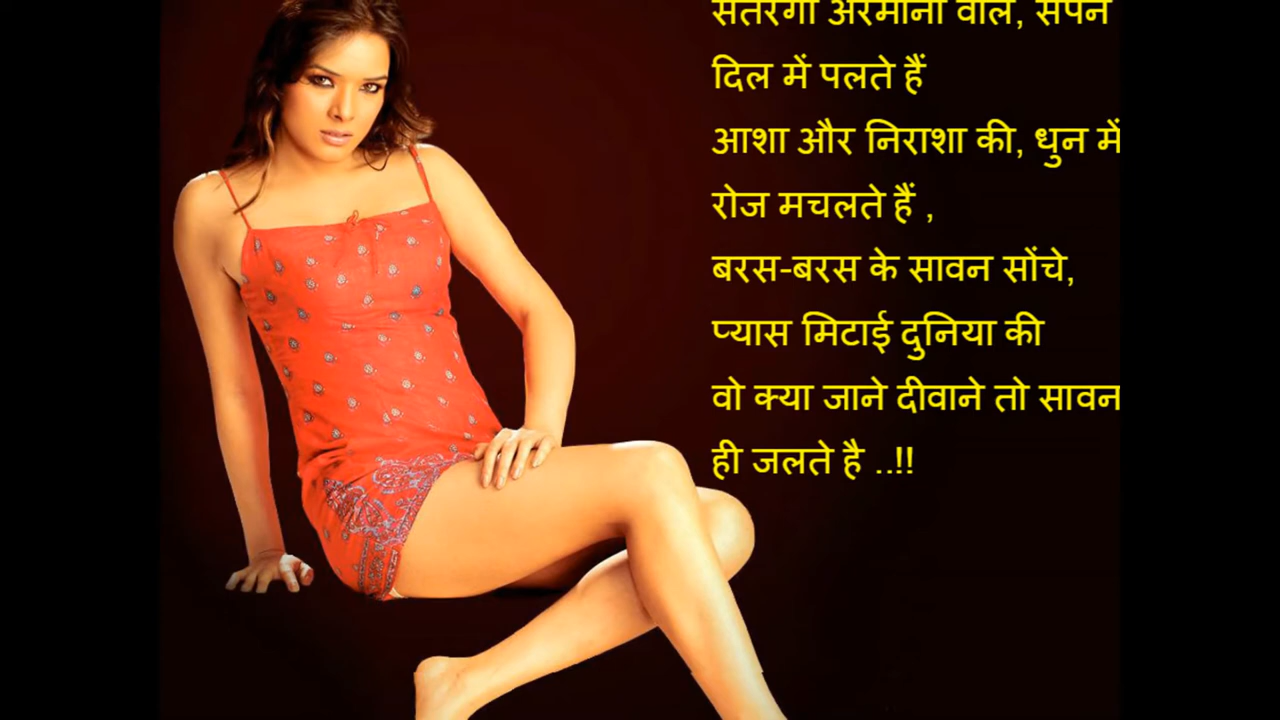 सतरंगी अरमानों वाले, सपने
दिल में पलते हैं
आशा और निराशा की, धुन में
रोज मचलते हैं ,
बरस-बरस के सावन सोंचे,
प्यास मिटाई दुनिया की
वो क्या जाने दीवाने तो सावन
ही जलते है ..!!